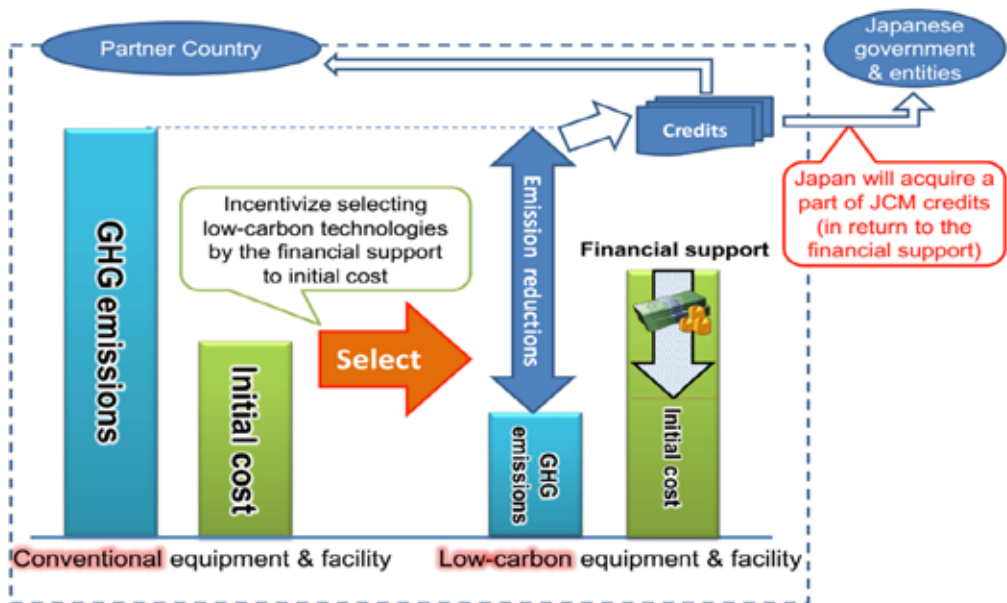 Partner Country
Japanese
government
& entities
Credits
Japan will acquire a
part of JCM credits
(in return to the
financial support)
Incentivize selecting
low-carbon technologies
by the financial support
to initial cost
GHG emissions
Initial cost
Select
Emission reductions
GHG
emissions
Financial support
Initial cost
Conventional equipment & facility
Low-carbon equipment & facility